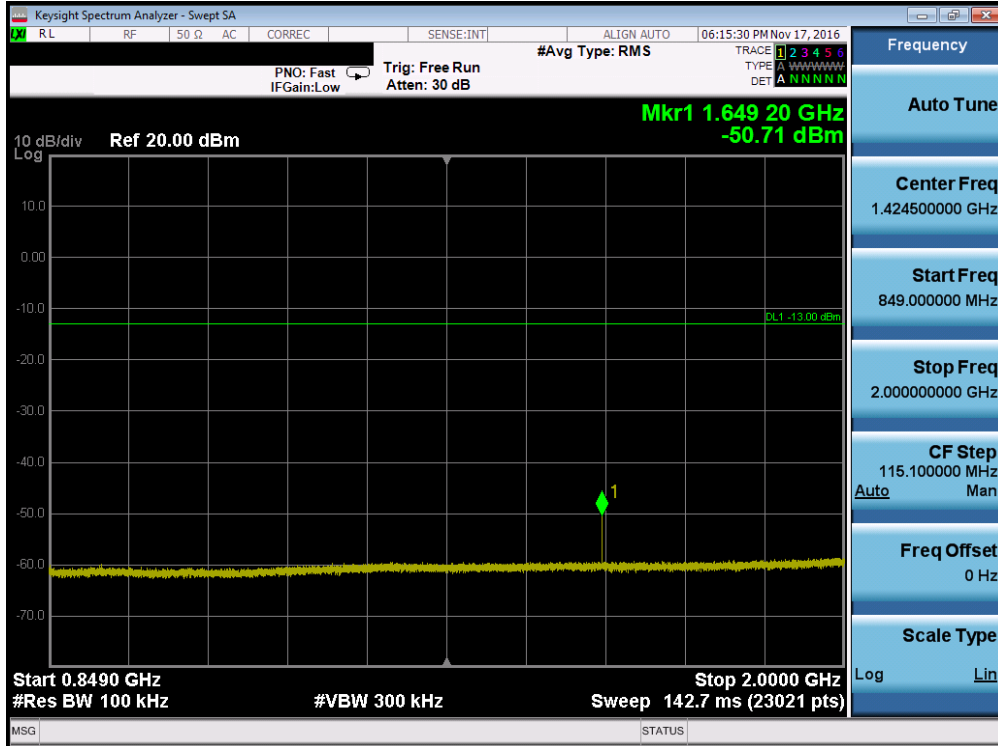 Keysight Spectrum Analyzer - Swept SA
LXI RL RF 50 Ω AC CORREC SENSE:INT ALIGN AUTO 06:15:30 PM Nov 17, 2016
#Avg Type: RMS TRACE 1 2 3 4 5 6
PNO: Fast Trig: Free Run TYPE A WWWWW
IFGain:Low Atten: 30 dB DET A N N N N N
Mkr1 1.649 20 GHz
-50.71 dBm
10 dB/div Ref 20.00 dBm
Log
10.0
0.00
-10.0
DL1 -13.00 dBm
-20.0
-30.0
-40.0
1
-50.0
-60.0
-70.0
Start 0.8490 GHz Stop 2.0000 GHz
#Res BW 100 kHz #VBW 300 kHz Sweep 142.7 ms (23021 pts)
MSG STATUS
Frequency
Auto Tune
Center Freq
1.424500000 GHz
Start Freq
849.000000 MHz
Stop Freq
2.000000000 GHz
CF Step
115.100000 MHz
Auto Man
Freq Offset
0 Hz
Scale Type
Log Lin